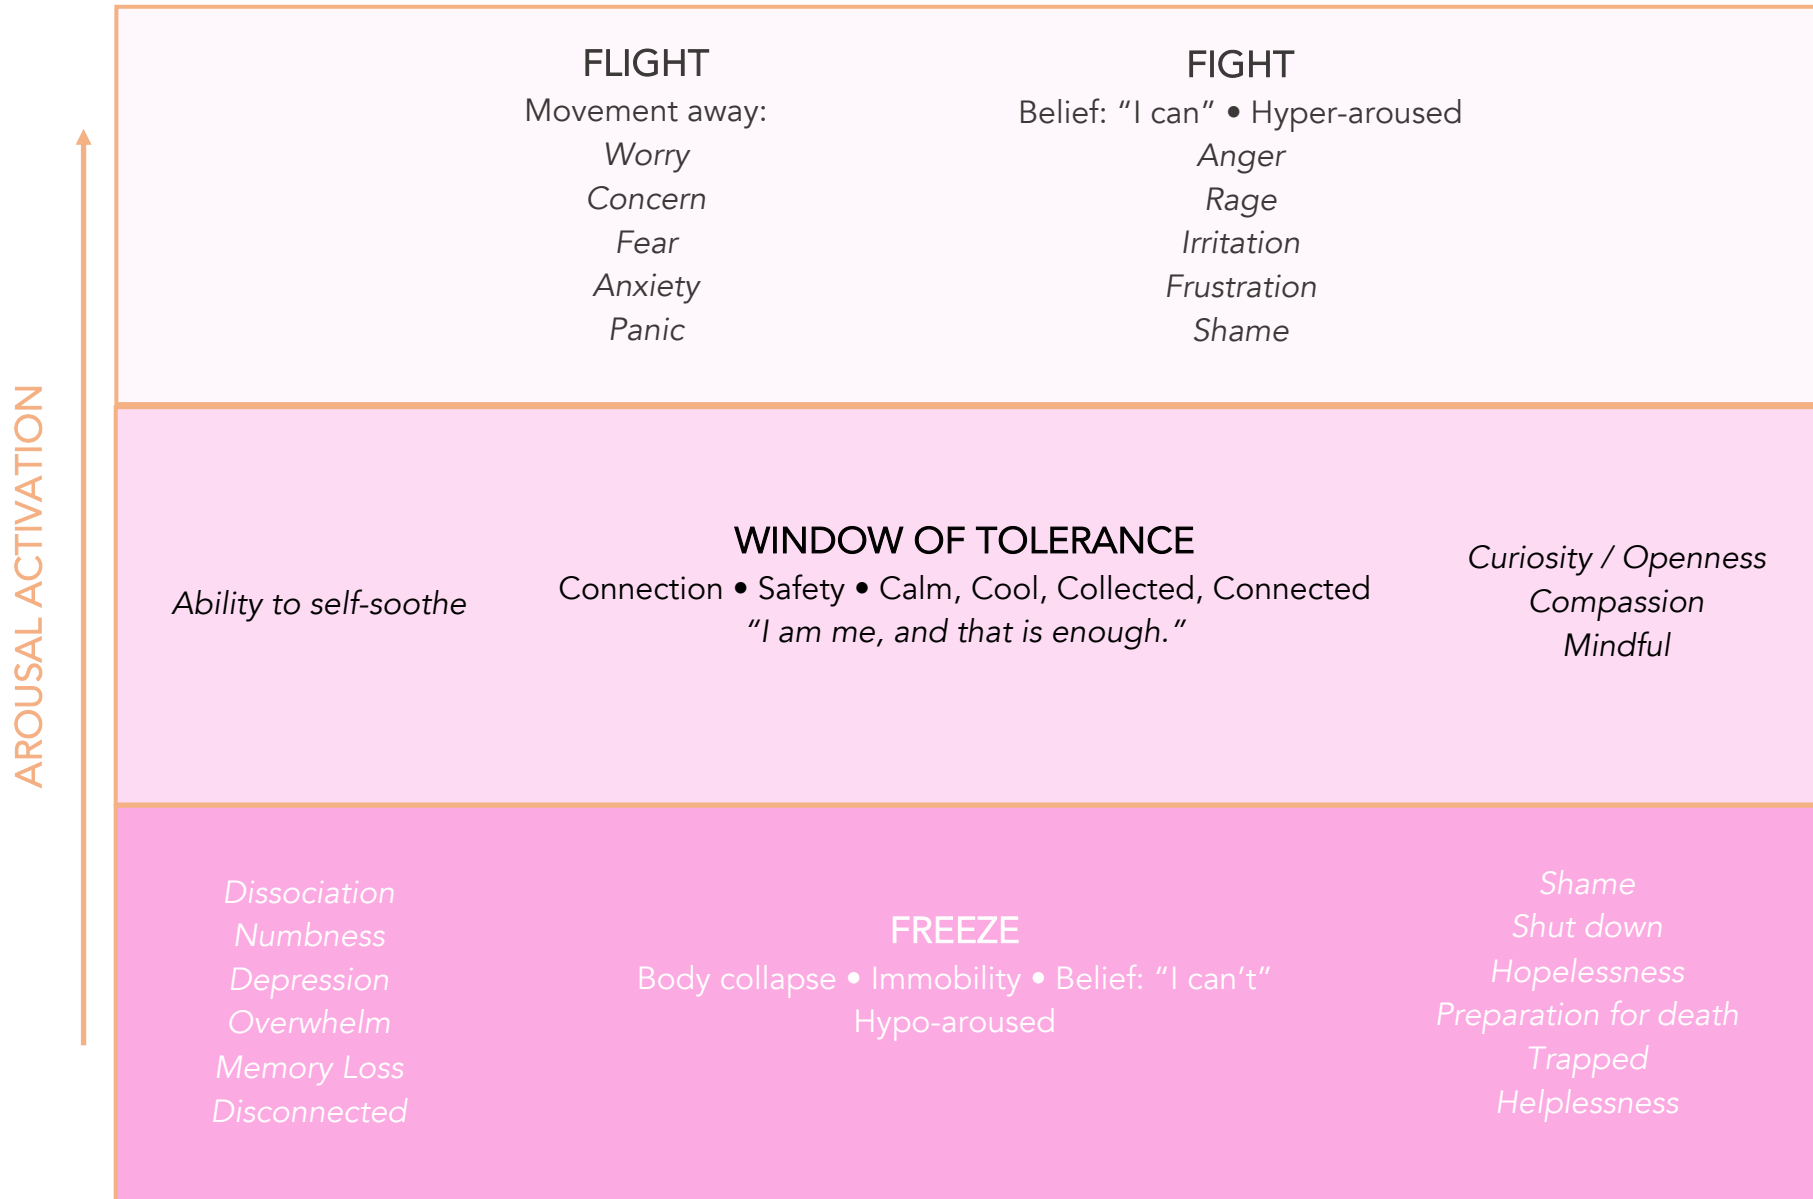 AROUSAL ACTIVATION
FLIGHT
Movement away:
Worry
Concern
Fear
Anxiety
Panic
FIGHT
Belief: “I can” • Hyper-aroused
Anger
Rage
Irritation
Frustration
Shame
Ability to self-soothe
WINDOW OF TOLERANCE
Connection • Safety • Calm, Cool, Collected, Connected
“I am me, and that is enough.”
Curiosity / Openness
Compassion
Mindful
Dissociation
Numbness
Depression
Overwhelm
Memory Loss
Disconnected
FREEZE
Body collapse • Immobility • Belief: “I can’t”
Hypo-aroused
Shame
Shut down
Hopelessness
Preparation for death
Trapped
Helplessness